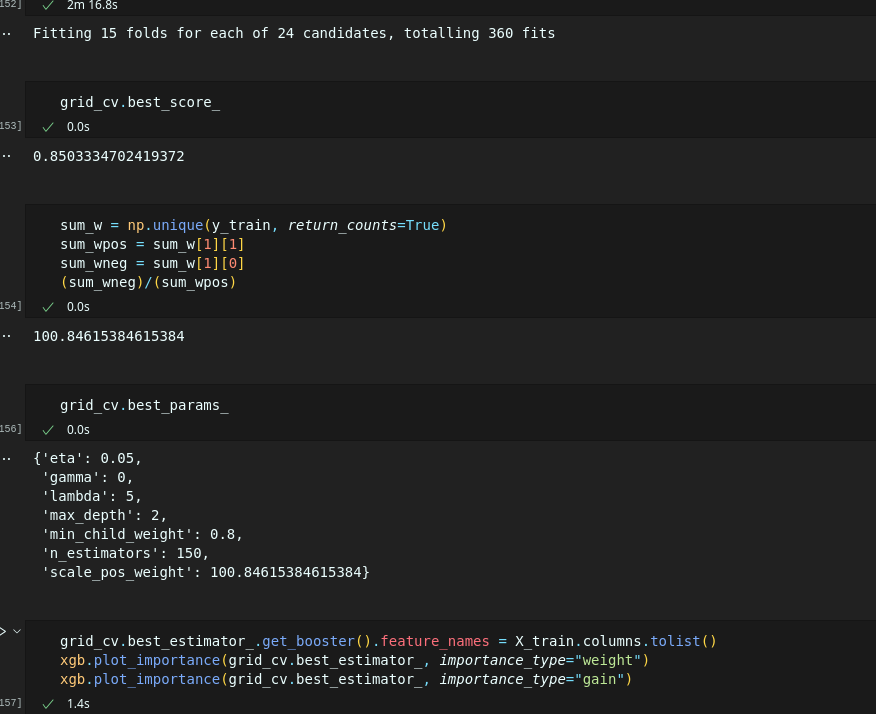 152]
2m 16.8s
Fitting 15 folds for each of 24 candidates, totalling 360 fits
grid_cv.best_score_
153]
0.0s
0.8503334702419372
sum_w = np.unique(y_train, return_counts=True)
sum_wpos = sum_w[1][1]
sum_wneg = sum_w[1][0]
(sum_wneg)/(sum_wpos)
154]
0.0s
100.84615384615384
grid_cv.best_params_
156]
0.0s
{'eta': 0.05,
'gamma': 0,
'lambda': 5,
'max_depth': 2,
'min_child_weight': 0.8,
'n_estimators': 150,
'scale_pos_weight': 100.84615384615384}
grid_cv.best_estimator_.get_booster().feature_names = X_train.columns.tolist()
xgb.plot_importance(grid_cv.best_estimator_, importance_type="weight")
xgb.plot_importance(grid_cv.best_estimator_, importance_type="gain")
157]
1.4s